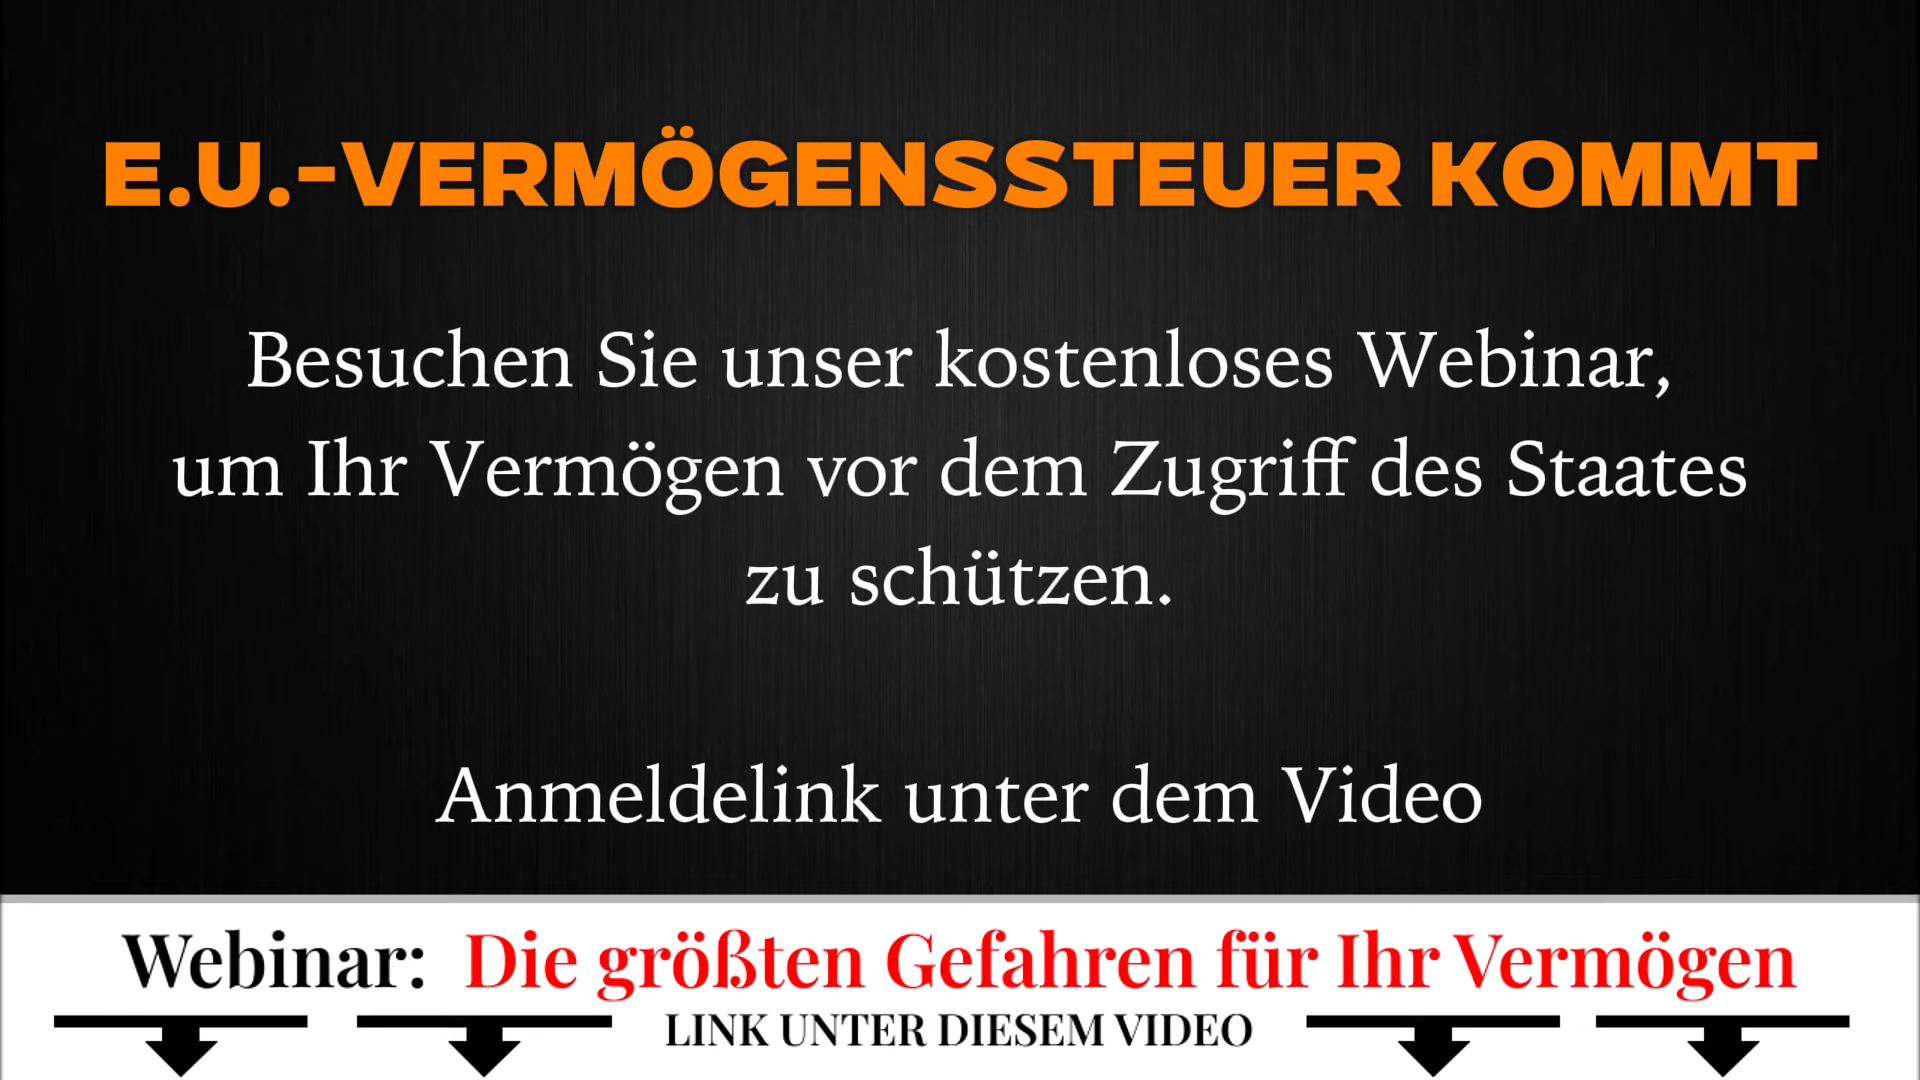 E.U.-VERMÖGENSSTEUER KOMMT
Besuchen Sie unser kostenloses Webinar,
um Ihr Vermögen vor dem Zugriff des Staates
zu schützen.
Anmeldelink unter dem Video
Webinar: Die größten Gefahren für Ihr Vermögen
LINK UNTER DIESEM VIDEO